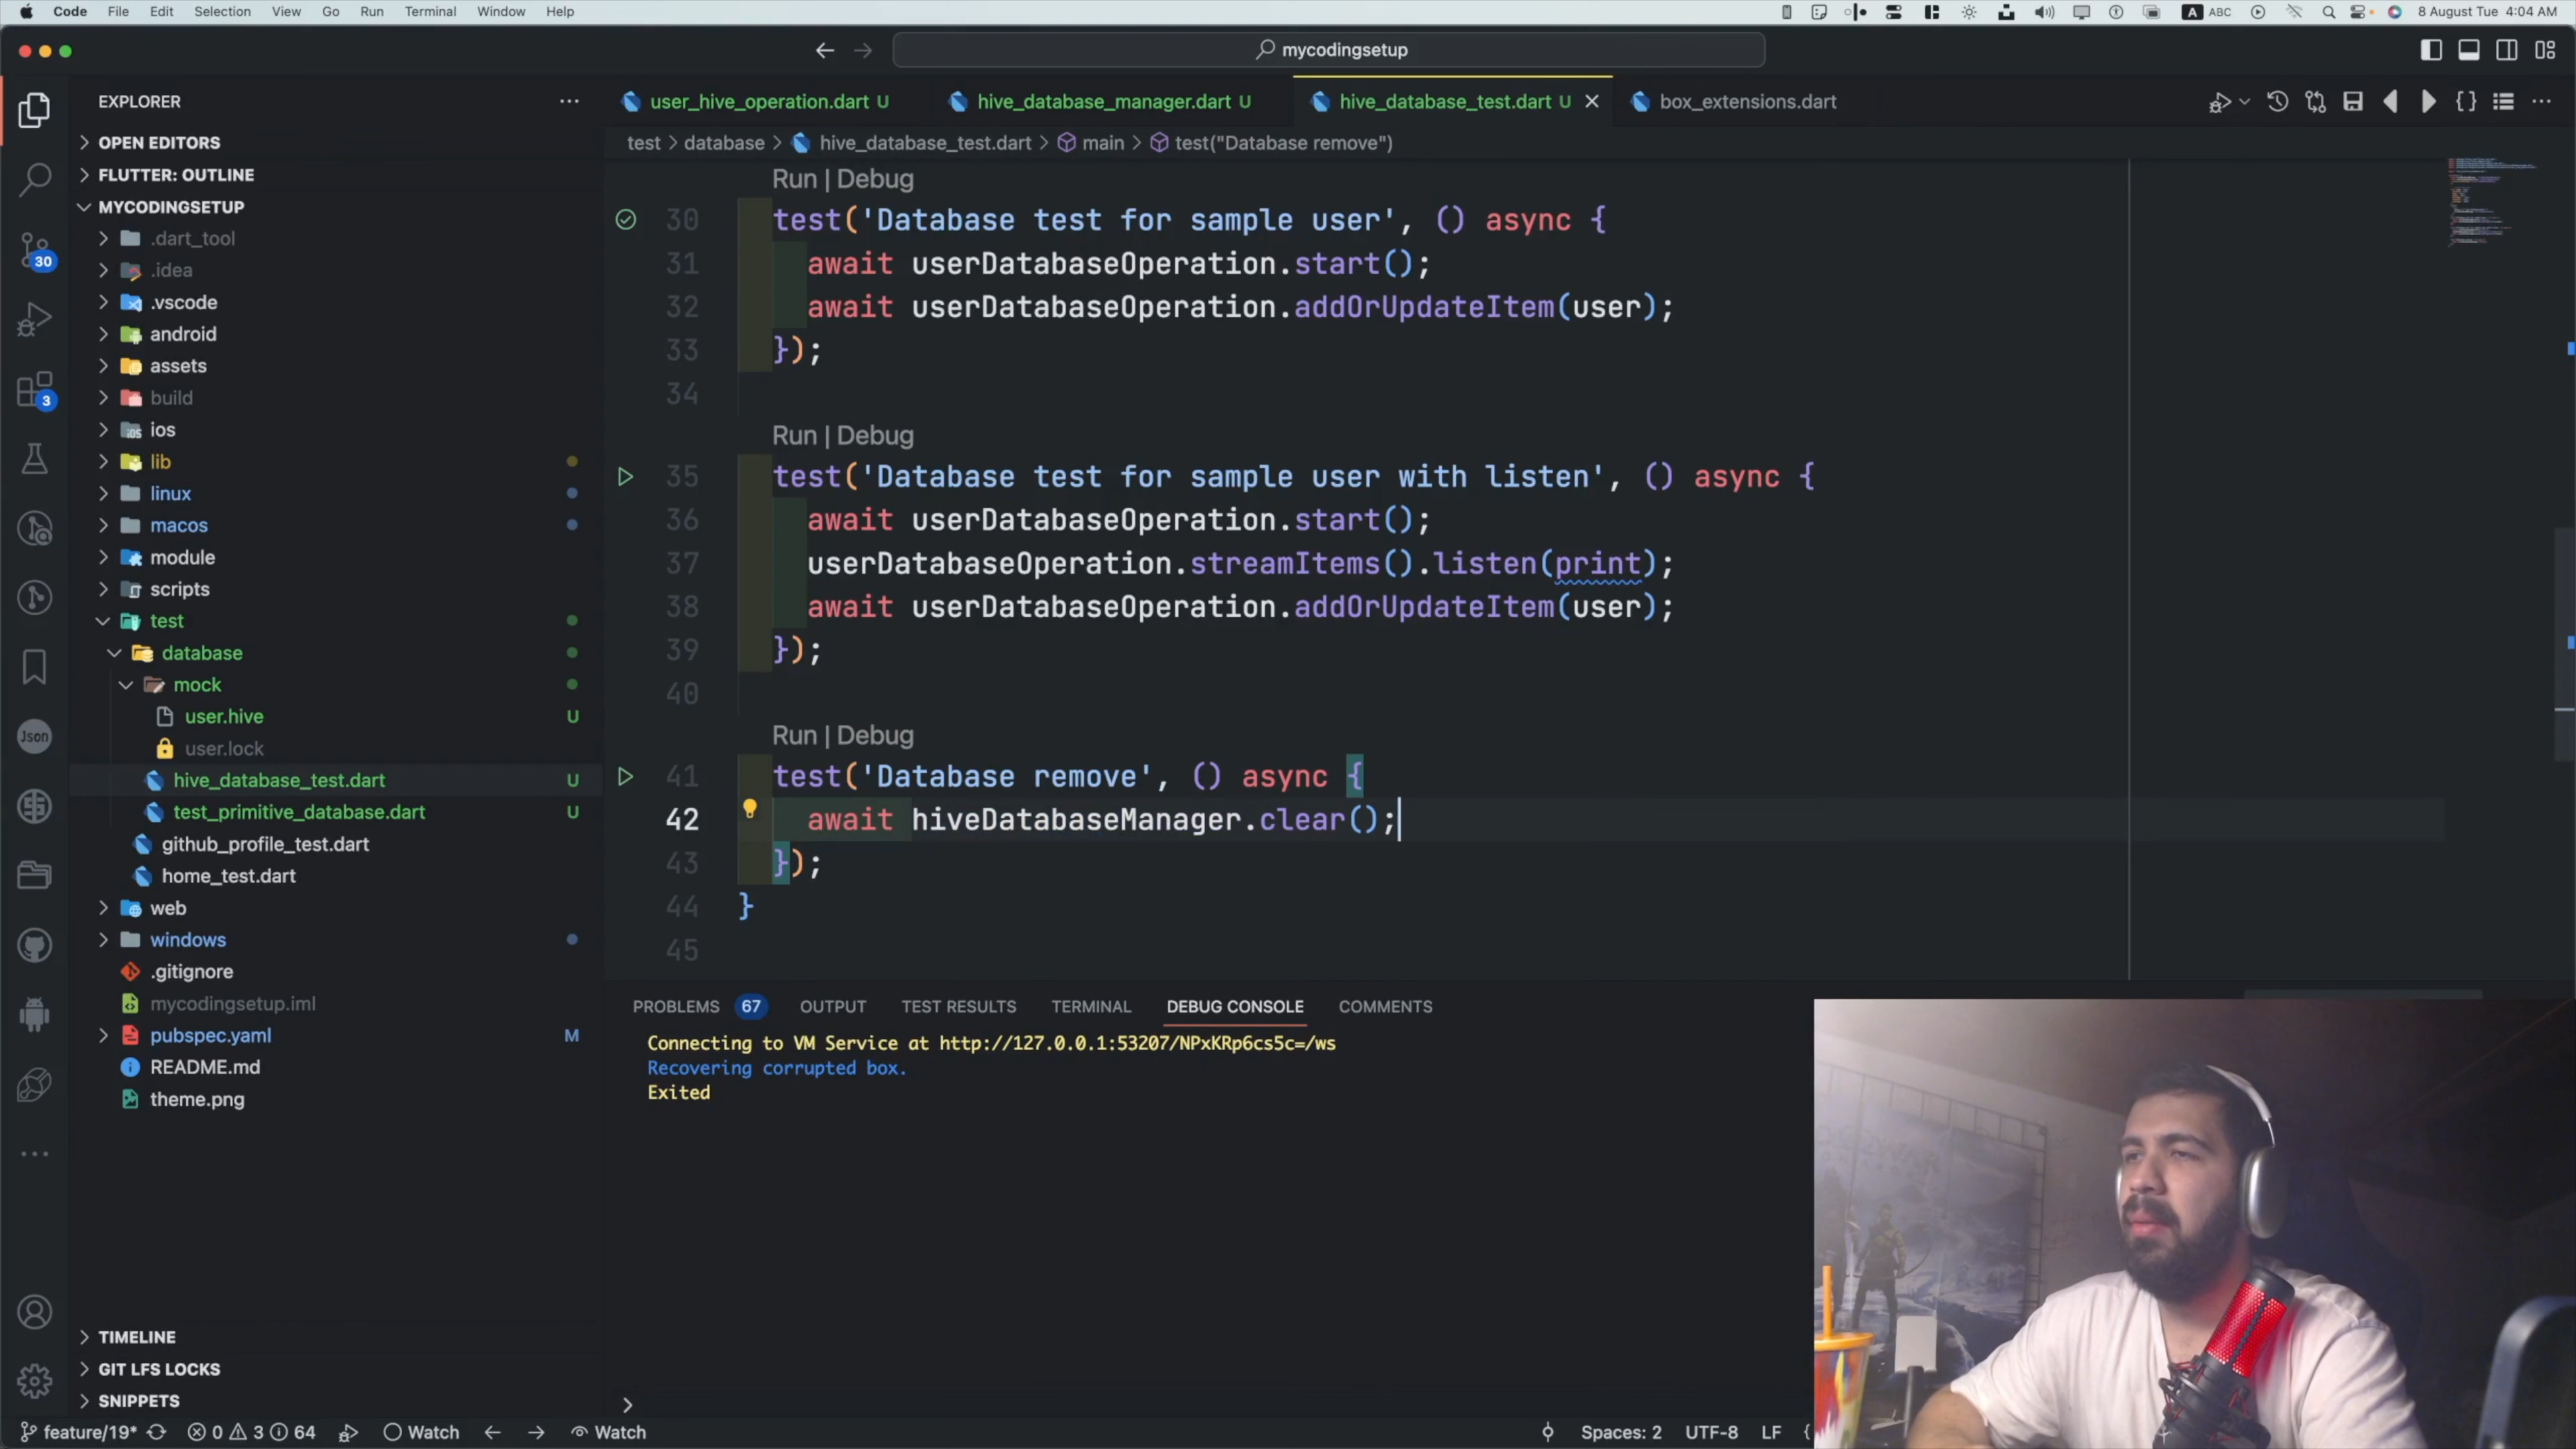 Code File Edit Selection View Go Run Terminal Window Help
A ABC 8 August Tue 4:04 AM
mycodingsetup
EXPLORER
user_hive_operation.dart U
hive_database_manager.dart U
hive_database_test.dart U
box_extensions.dart
test > database > hive_database_test.dart > main > test("Database remove")
OPEN EDITORS
FLUTTER: OUTLINE
MYCODINGSETUP
.dart_tool
.idea
.vscode
android
assets
build
ios
lib
linux
macos
module
scripts
test
database
mock
user.hive U
user.lock
hive_database_test.dart U
test_primitive_database.dart U
github_profile_test.dart
home_test.dart
web
windows
.gitignore
mycodingsetup.iml
pubspec.yaml M
README.md
theme.png
TIMELINE
GIT LFS LOCKS
SNIPPETS
30
3
Json
Run | Debug
30 test('Database test for sample user', () async {
31 await userDatabaseOperation.start();
32 await userDatabaseOperation.addOrUpdateItem(user);
33 });
34
Run | Debug
35 test('Database test for sample user with listen', () async {
36 await userDatabaseOperation.start();
37 userDatabaseOperation.streamItems().listen(print);
38 await userDatabaseOperation.addOrUpdateItem(user);
39 });
40
Run | Debug
41 test('Database remove', () async {
42 await hiveDatabaseManager.clear();
43 });
44 }
45
PROBLEMS 67 OUTPUT TEST RESULTS TERMINAL DEBUG CONSOLE COMMENTS
Connecting to VM Service at http://127.0.0.1:53207/NPxKRp6cs5c=/ws
Recovering corrupted box.
Exited
feature/19* 0 3 64 Watch Watch Spaces: 2 UTF-8 LF {